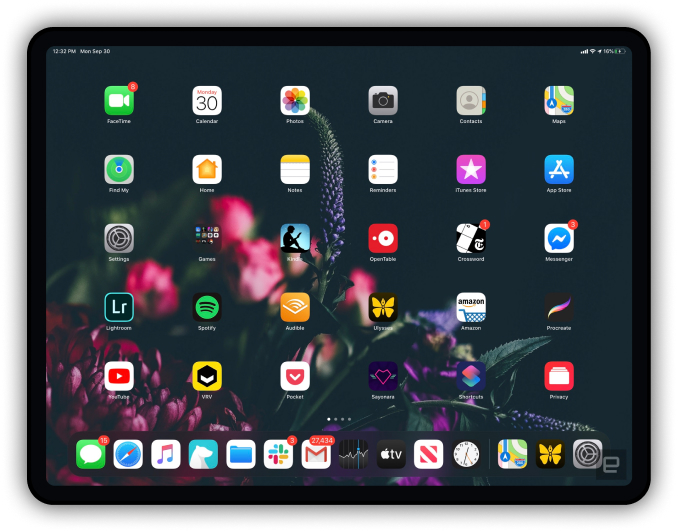 12:32 PM Mon Sep 30
16%
8
Monday
30
FaceTime Calendar Photos Camera Contacts Maps
Find My Home Notes Reminders iTunes Store App Store
1 3
Settings Games Kindle OpenTable Crossword Messenger
Lr
amazon
Lightroom Spotify Audible Ulysses Amazon Procreate
YouTube VRV Pocket Sayonara Shortcuts Privacy
15 3 27,434
tv
e